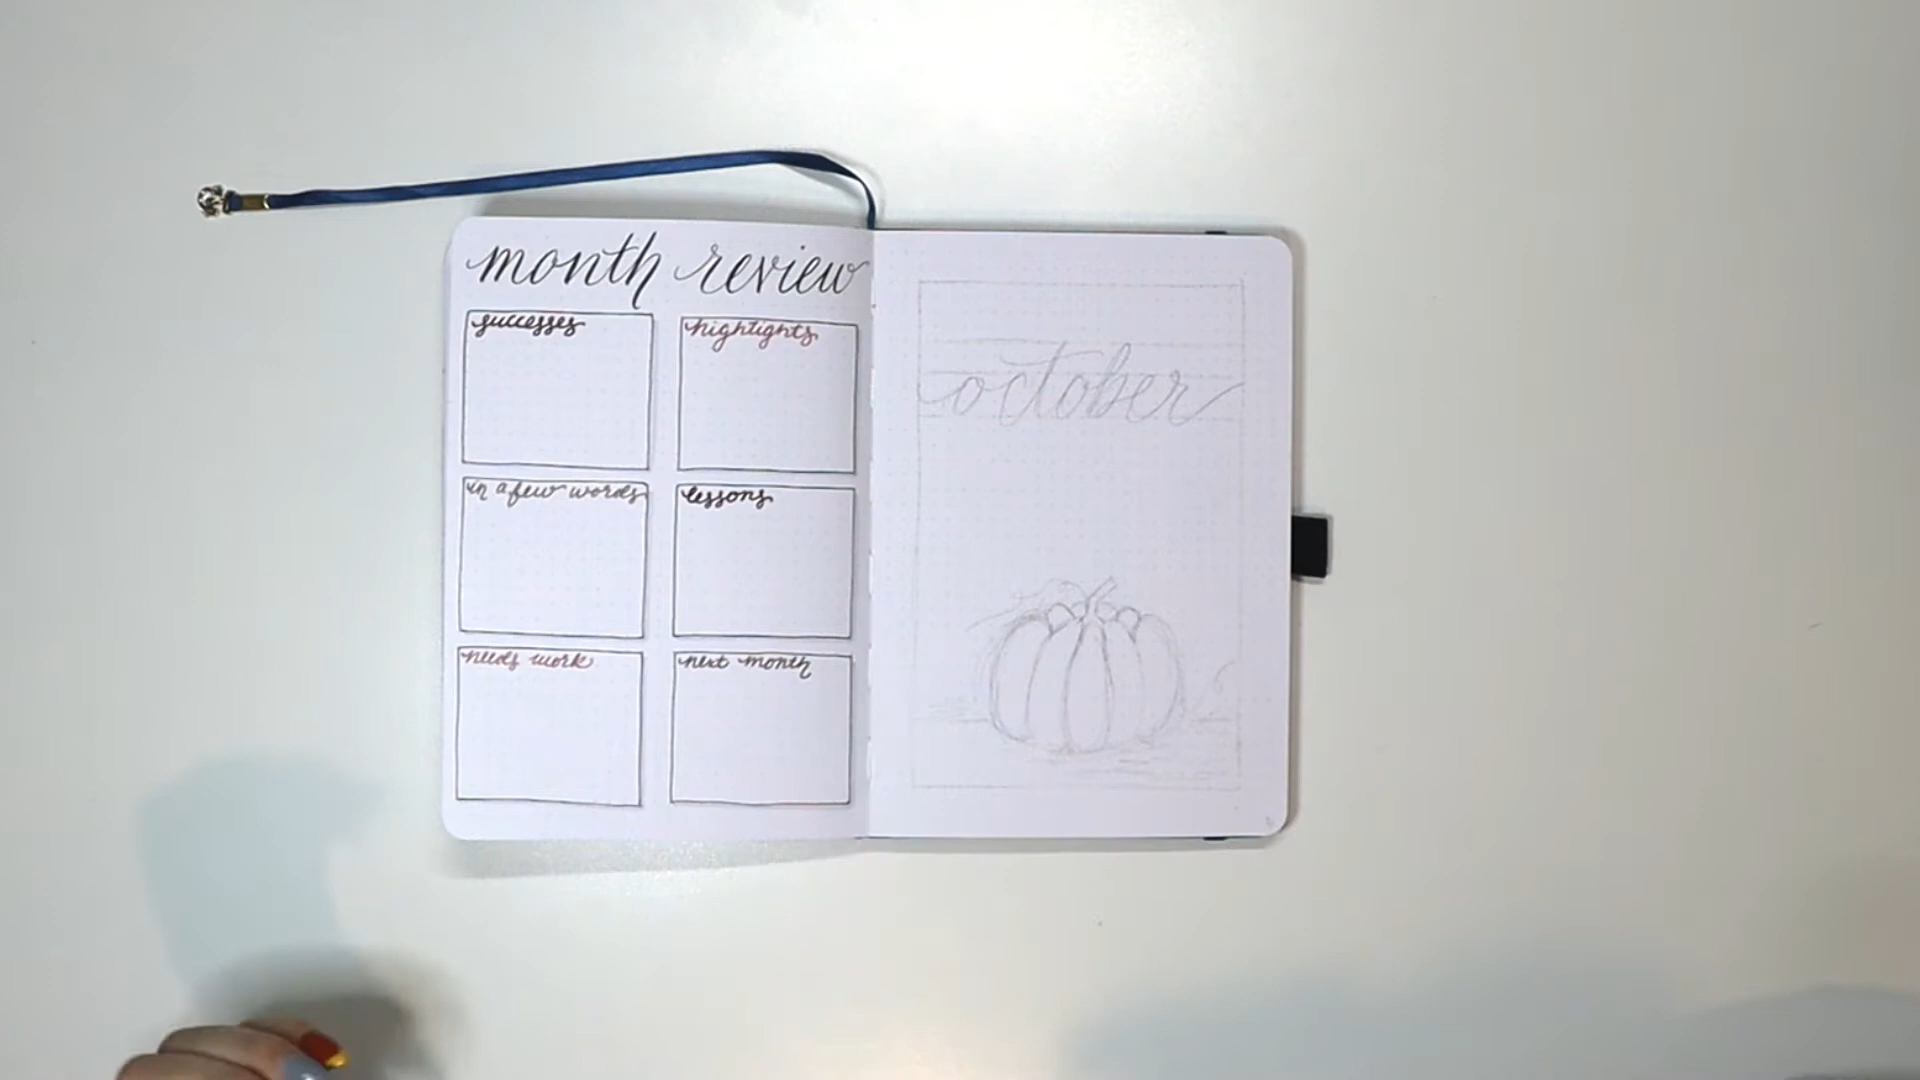 month review
successes
highlights
in a few words
lessons
needs work
next month
october